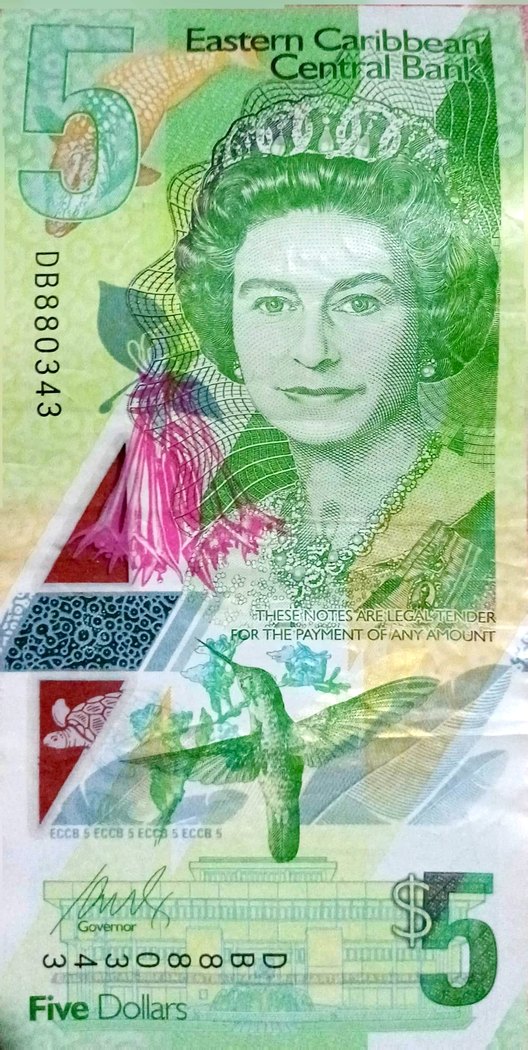 5
Eastern Caribbean
Central Bank
DB880343
THESE NOTES ARE LEGAL TENDER
FOR THE PAYMENT OF ANY AMOUNT
ECCB 5 ECCB 5 ECCB 5 ECCB 5
Governor
$5
DB880343
Five Dollars